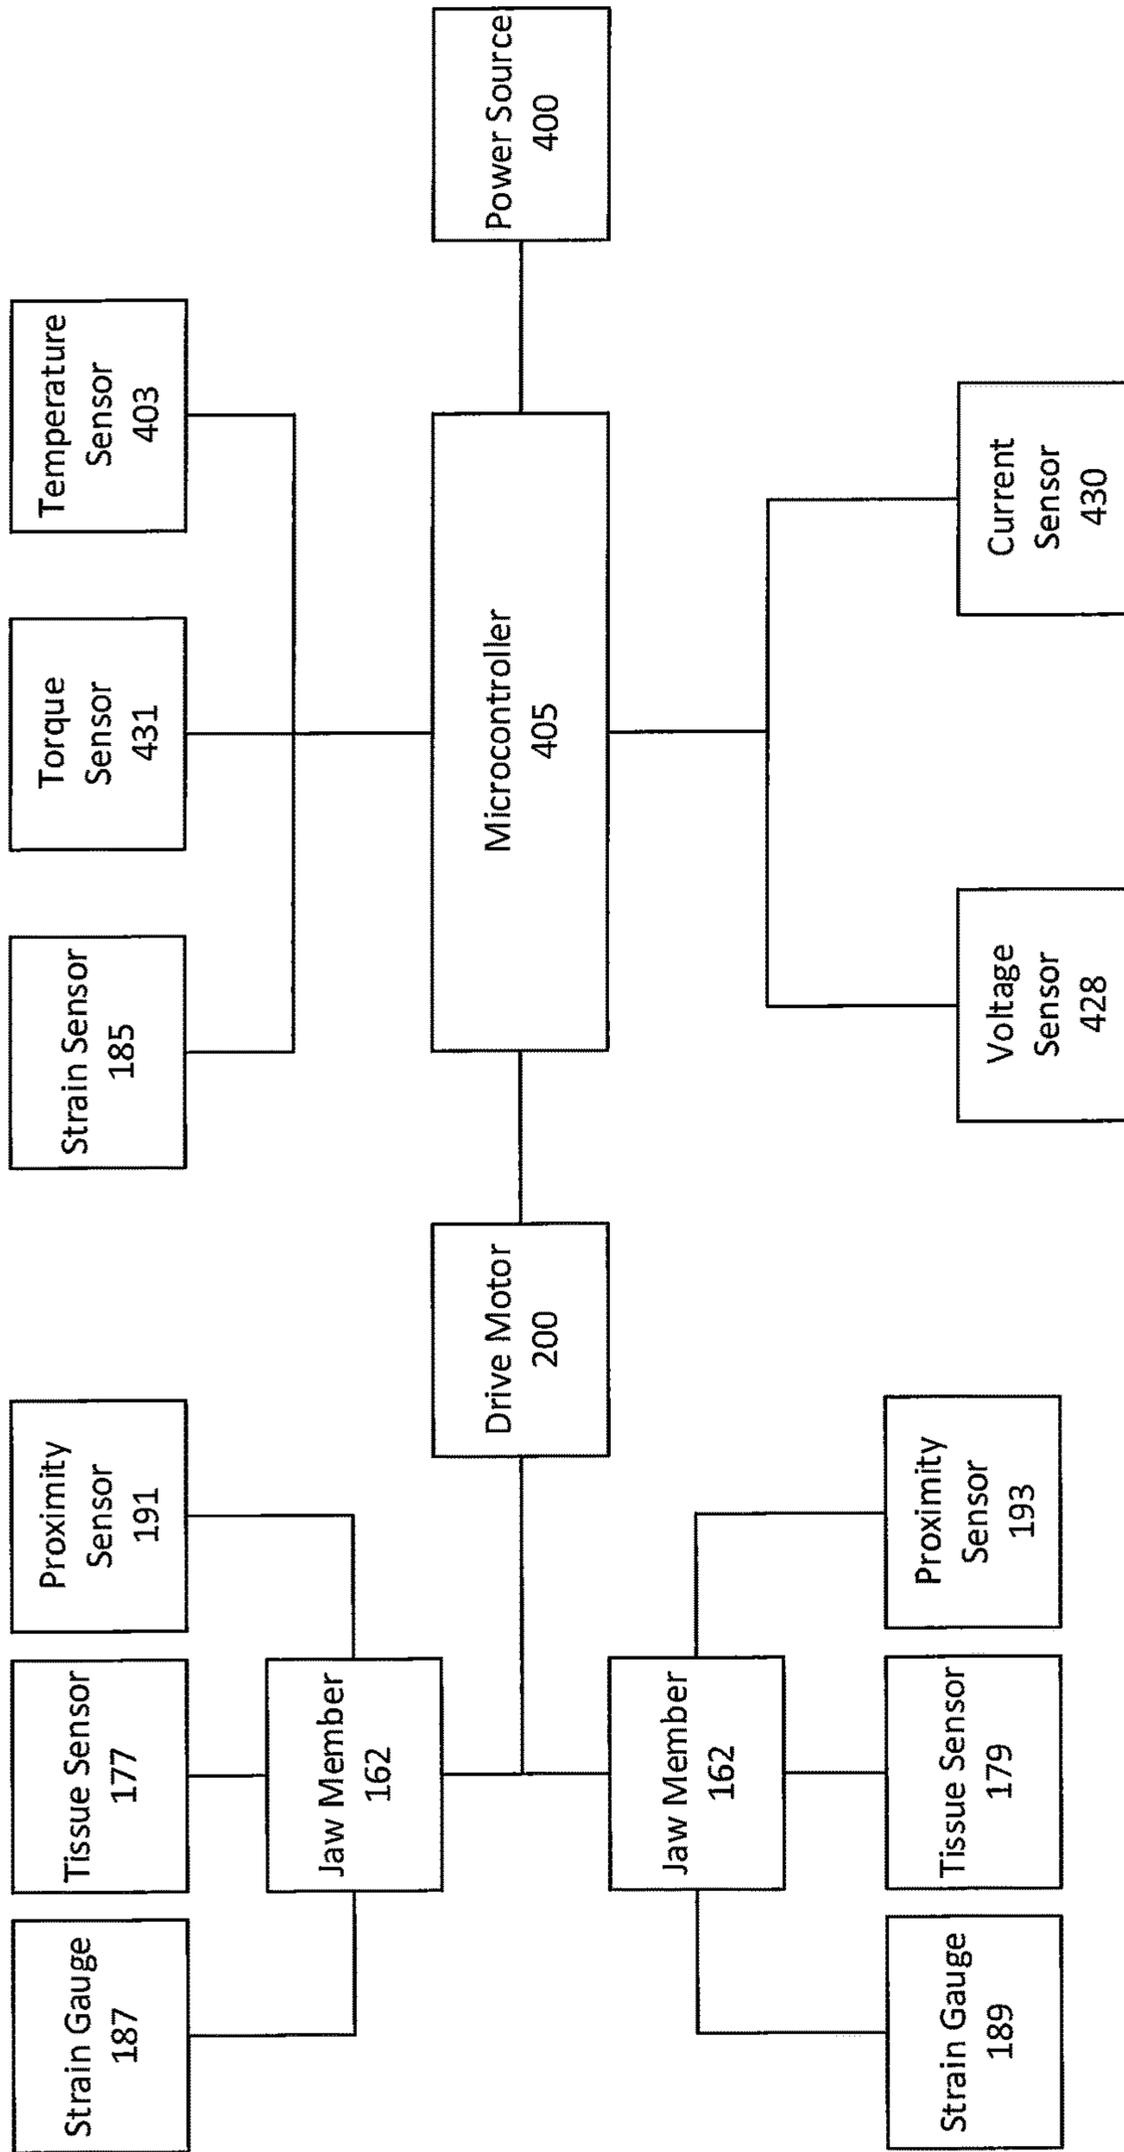 Strain Gauge
187
Tissue Sensor
177
Proximity
Sensor
191
Strain Sensor
185
Torque
Sensor
431
Temperature
Sensor
403
Jaw Member
162
Drive Motor
200
Microcontroller
405
Power Source
400
Jaw Member
162
Strain Gauge
189
Tissue Sensor
179
Proximity
Sensor
193
Voltage
Sensor
428
Current
Sensor
430